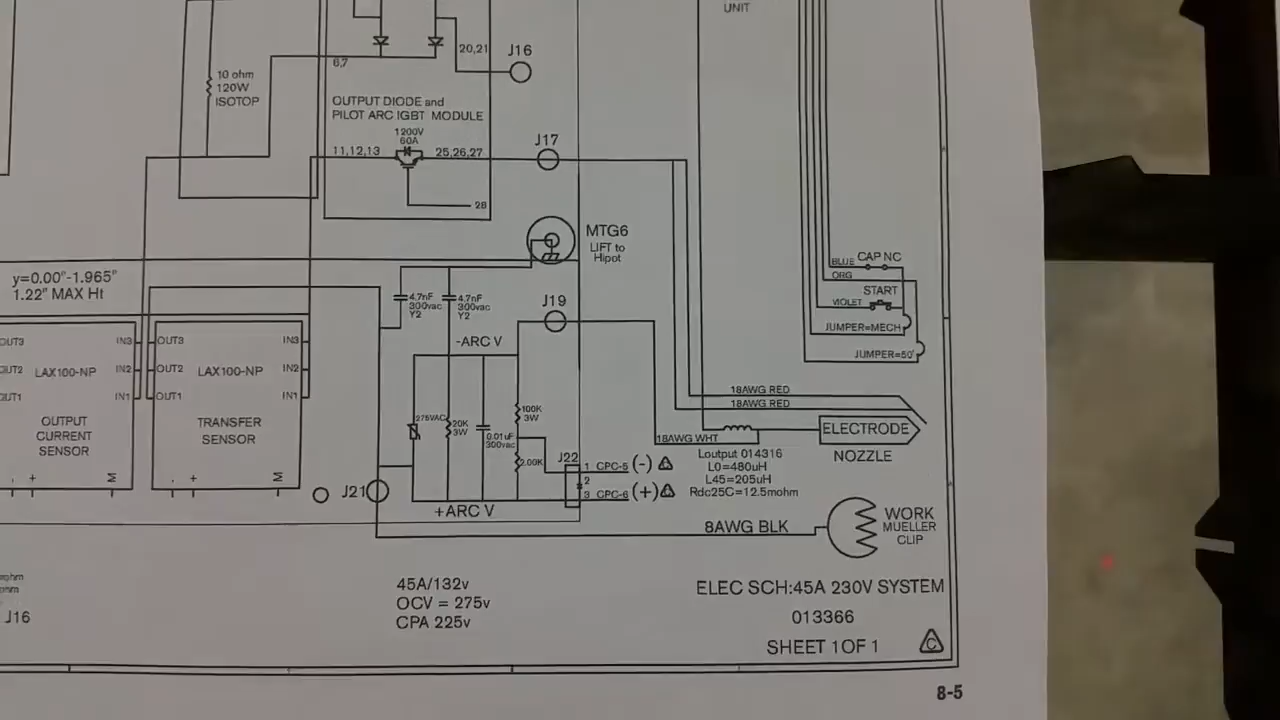 UNIT
20,21
J16
6,7
10 ohm
120W
ISOTOP
OUTPUT DIODE and
PILOT ARC IGBT MODULE
1200V
60A
11,12,13
25,26,27
J17
28
MTG6
LIFT to
Hipot
BLUE
CAP NC
ORG
START
VIOLET
JUMPER=MECH
JUMPER=50'
y=0.00"-1.965"
1.22" MAX Ht
4.7nF
300vac
Y2
4.7nF
300vac
Y2
J19
-ARC V
OUT3
IN3
OUT3
IN3
OUT2
LAX100-NP
IN2
OUT2
LAX100-NP
IN2
OUT1
IN1
OUT1
IN1
OUTPUT
CURRENT
SENSOR
TRANSFER
SENSOR
- + M
- + M
275VAC
20K
3W
0.01uF
300vac
100K
3W
2.00K
18AWG RED
18AWG RED
18AWG WHT
ELECTRODE
NOZZLE
Loutput 014316
L0=480uH
L45=205uH
Rdc25C=12.5mohm
J22
1 CPC-5 (-)
2
3 CPC-6 (+)
J21
+ARC V
8AWG BLK
WORK
MUELLER
CLIP
J16
45A/132v
OCV = 275v
CPA 225v
ELEC SCH:45A 230V SYSTEM
013366
SHEET 1OF 1
C
8-5